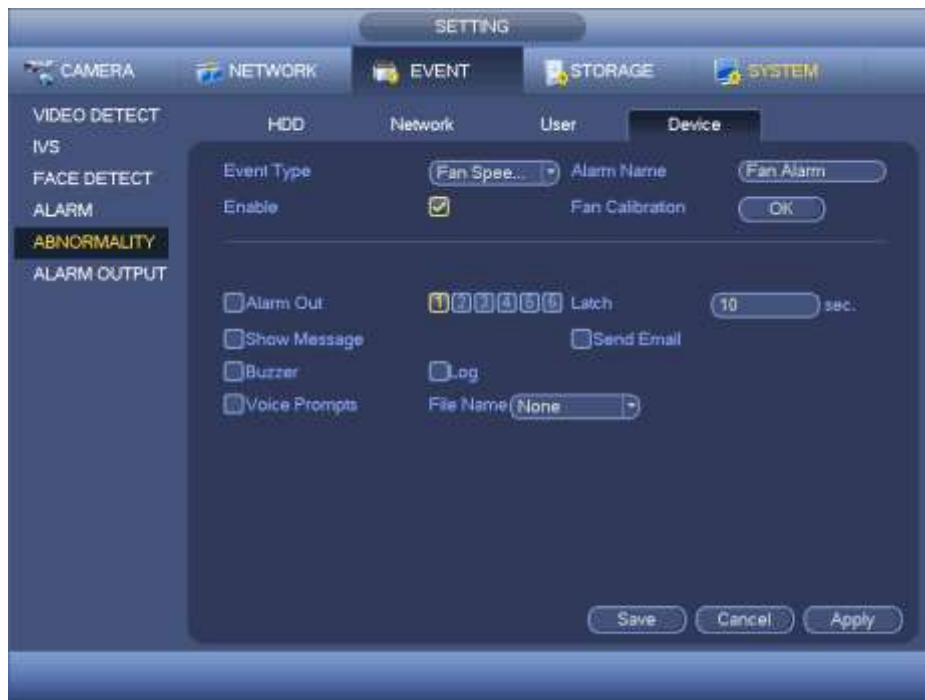 SETTING
CAMERA NETWORK EVENT STORAGE SYSTEM
VIDEO DETECT
IVS
FACE DETECT
ALARM
ABNORMALITY
ALARM OUTPUT
HDD Network User Device
Event Type Fan Spee... Alarm Name Fan Alarm
Enable Fan Calibration OK
Alarm Out 1 2 3 4 5 6 Latch 10 sec.
Show Message Send Email
Buzzer Log
Voice Prompts File Name None
Save Cancel Apply